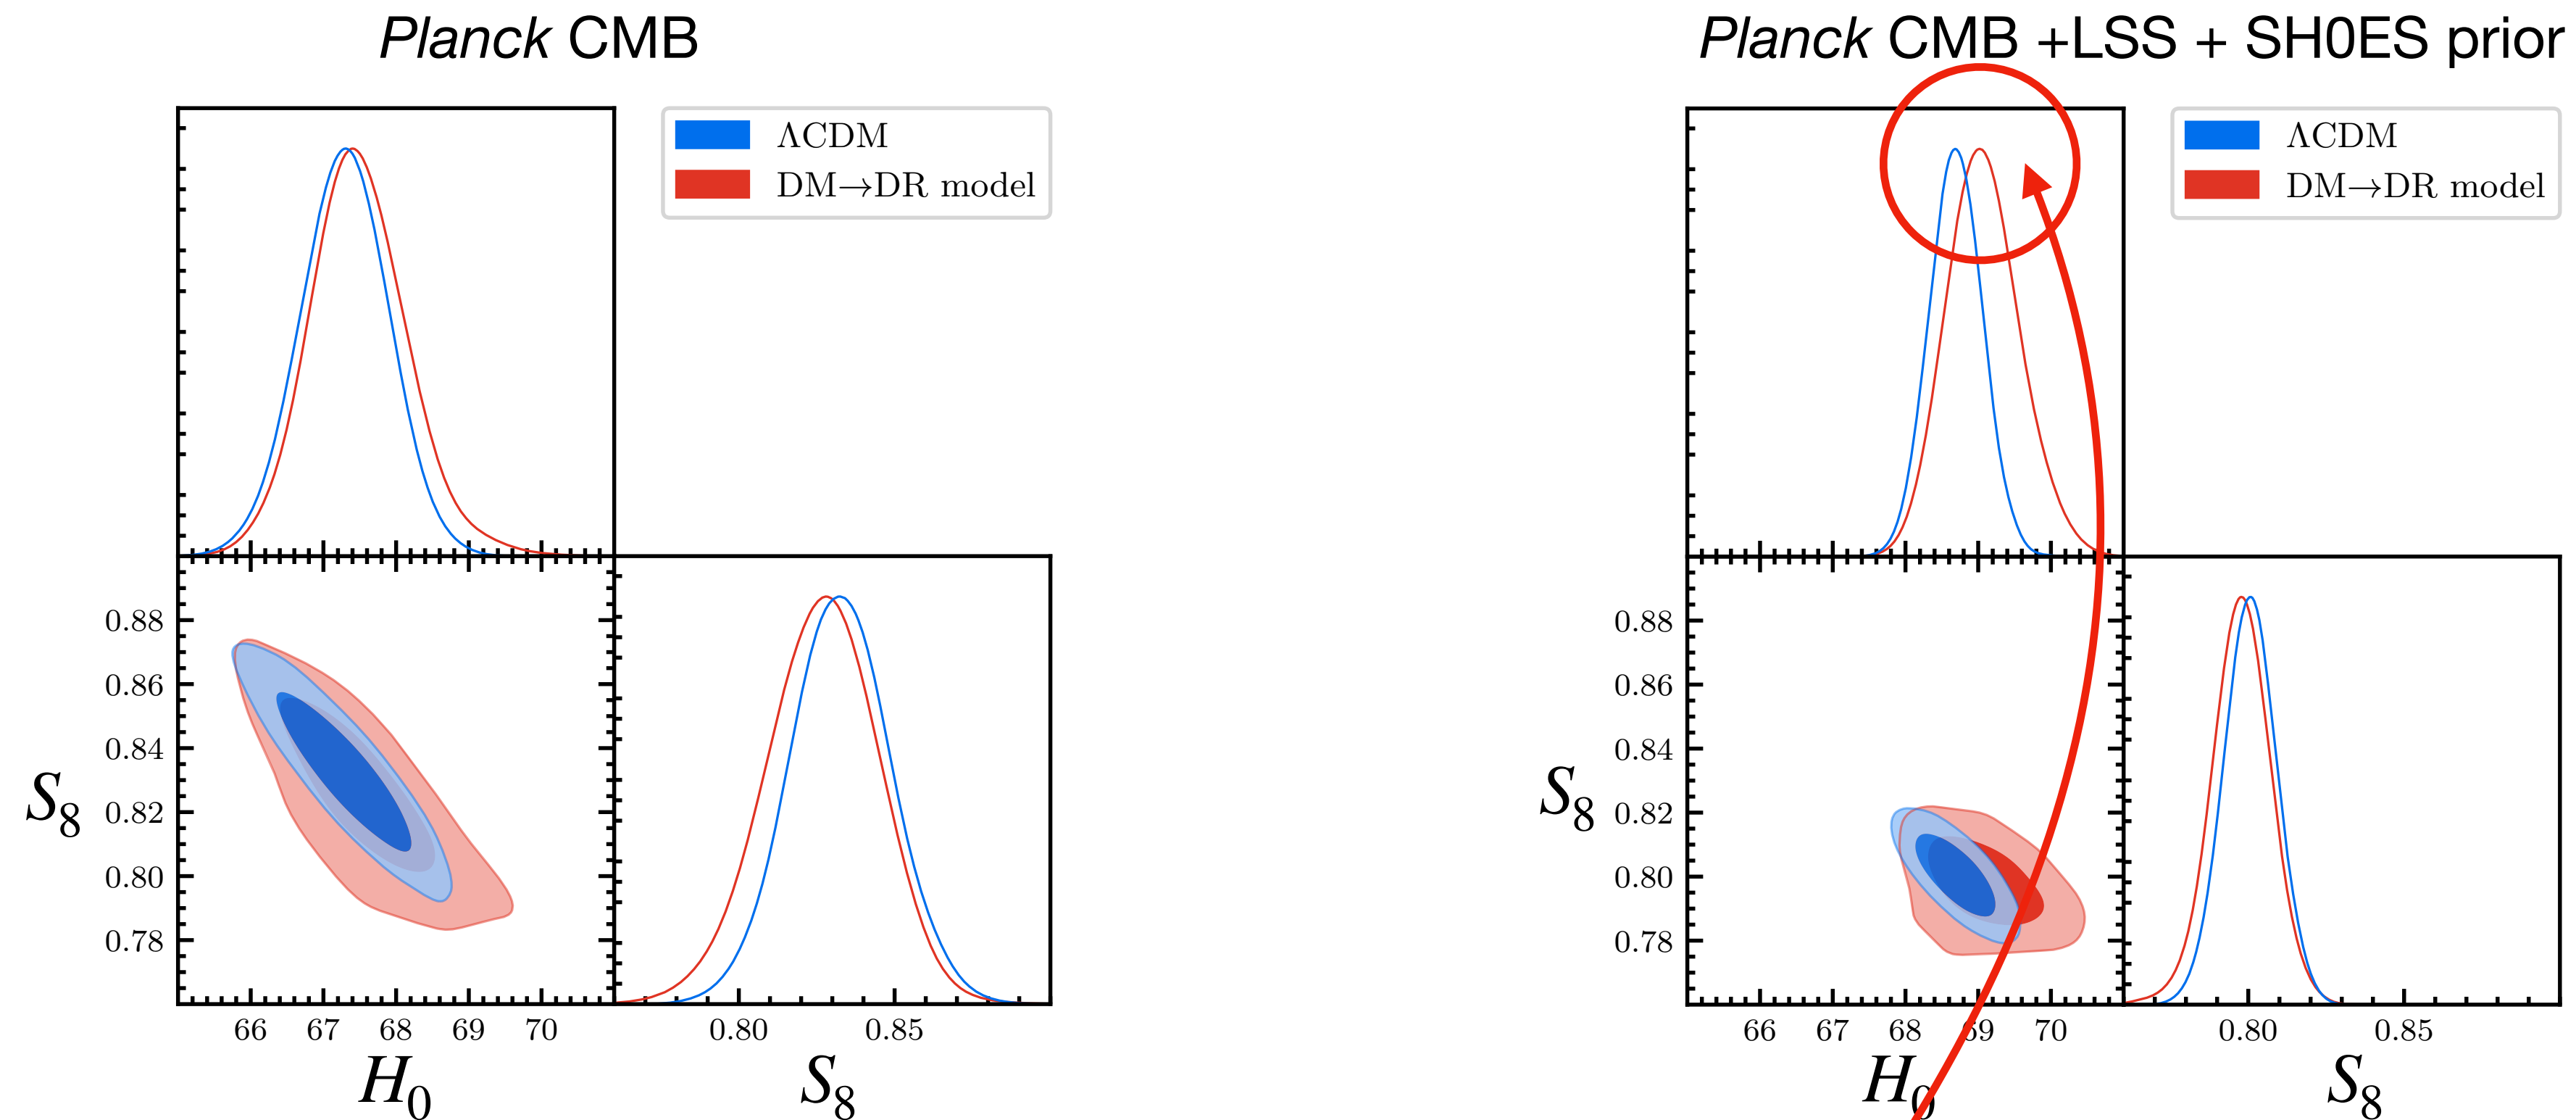 Planck CMB
ΛCDM
DM→DR model
0.88
0.86
0.84
0.82
0.80
0.78
S₈
66 67 68 69 70
H₀
0.80 0.85
S₈
Planck CMB +LSS + SH0ES prior
ΛCDM
DM→DR model
0.88
0.86
0.84
0.82
0.80
0.78
S₈
66 67 68 69 70
H₀
0.80 0.85
S₈